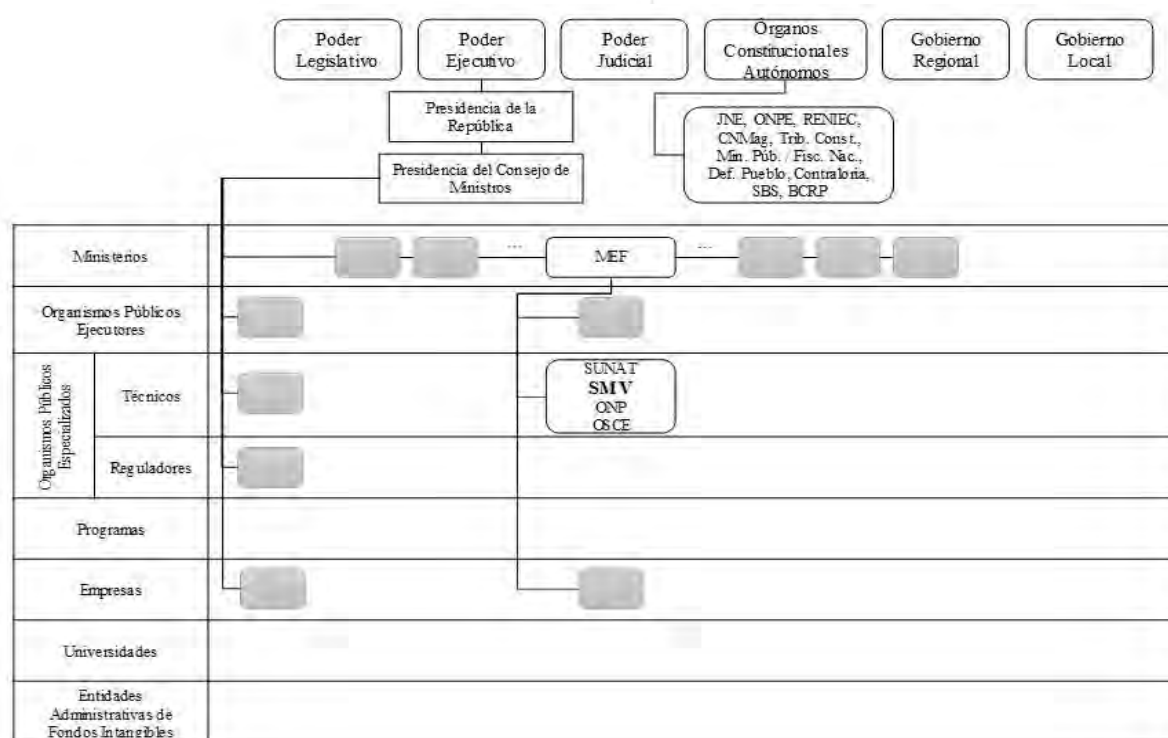 Poder
Legislativo
Poder
Ejecutivo
Poder
Judicial
Órganos
Constitucionales
Autónomos
Gobierno
Regional
Gobierno
Local
Presidencia de la
República
JNE, ONPE, RENIEC,
CNMag, Trib. Const.,
Min. Púb. / Fisc. Nac.,
Def. Pueblo, Contraloria,
SBS, BCRP
Presidencia del Consejo de
Ministros
Ministerios
...
MEF
...
Organismos Públicos
Ejecutores
Organismos Públicos
Especializados
Técnicos
SUNAT
SMV
ONP
OSCE
Reguladores
Programas
Empresas
Universidades
Entidades
Administrativas de
Fondos Intangibles